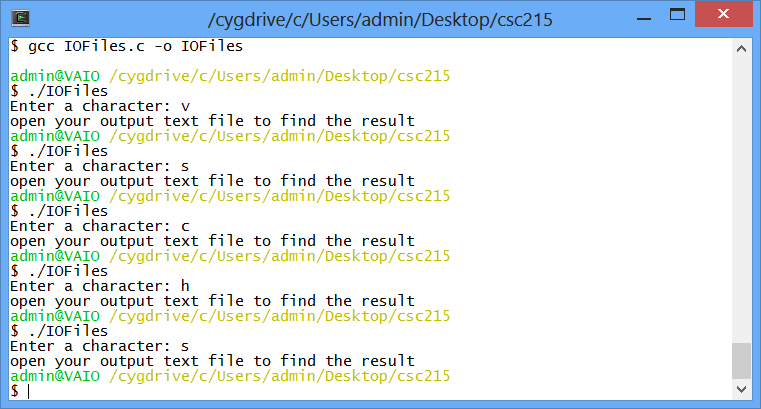 /cygdrive/c/Users/admin/Desktop/csc215
$ gcc IOFiles.c -o IOFiles
admin@VAIO /cygdrive/c/Users/admin/Desktop/csc215
$ ./IOFiles
Enter a character: v
open your output text file to find the result
admin@VAIO /cygdrive/c/Users/admin/Desktop/csc215
$ ./IOFiles
Enter a character: s
open your output text file to find the result
admin@VAIO /cygdrive/c/Users/admin/Desktop/csc215
$ ./IOFiles
Enter a character: c
open your output text file to find the result
admin@VAIO /cygdrive/c/Users/admin/Desktop/csc215
$ ./IOFiles
Enter a character: h
open your output text file to find the result
admin@VAIO /cygdrive/c/Users/admin/Desktop/csc215
$ ./IOFiles
Enter a character: s
open your output text file to find the result
admin@VAIO /cygdrive/c/Users/admin/Desktop/csc215
$